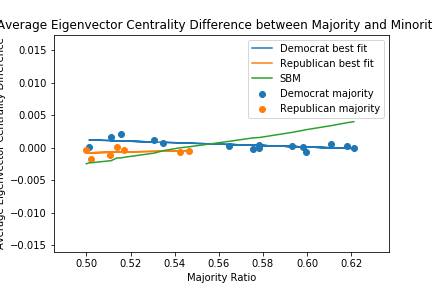 Average Eigenvector Centrality Difference between Majority and Minorit
Average Eigenvector Centrality Difference
0.015
0.010
0.005
0.000
−0.005
−0.010
−0.015
Democrat best fit
Republican best fit
SBM
Democrat majority
Republican majority
0.50 0.52 0.54 0.56 0.58 0.60 0.62
Majority Ratio